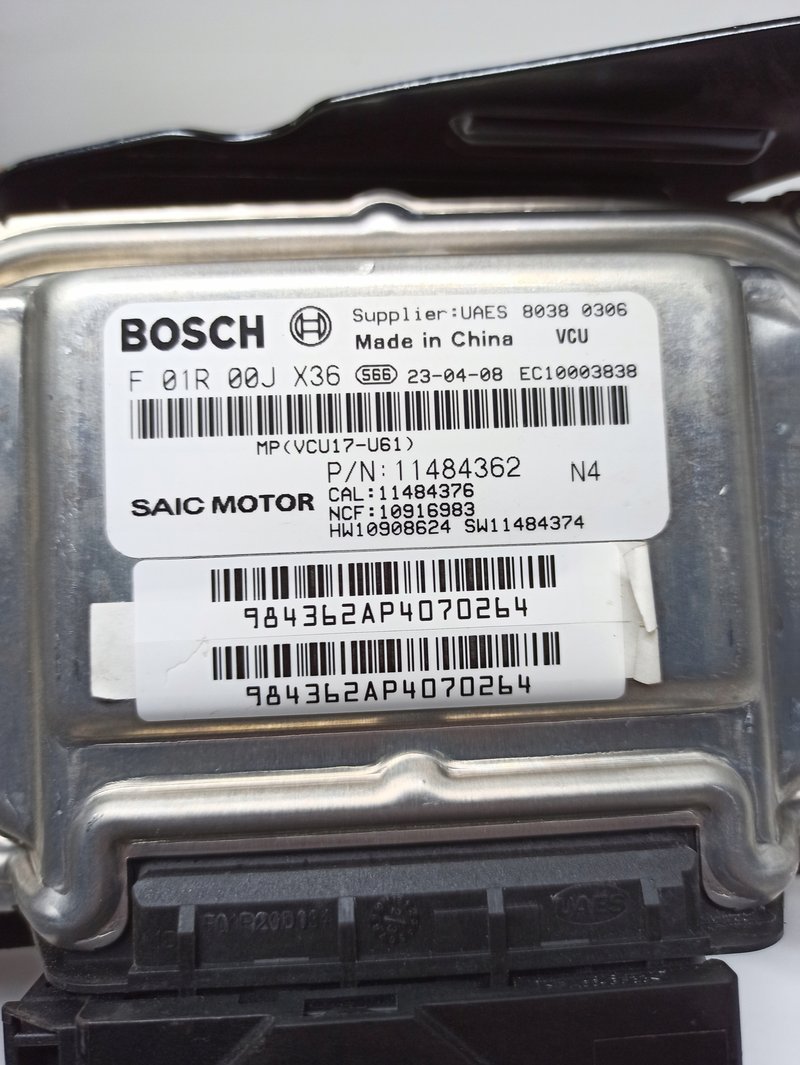 BOSCH Supplier:UAES 8038 0306
Made in China VCU
F 01R 00J X36 566 23-04-08 EC10003838
MP(VCU17-U61)
P/N:11484362 N4
SAIC MOTOR CAL:11484376
NCF:10916983
HW10908624 SW11484374
984362AP4070264
984362AP4070264
UAES